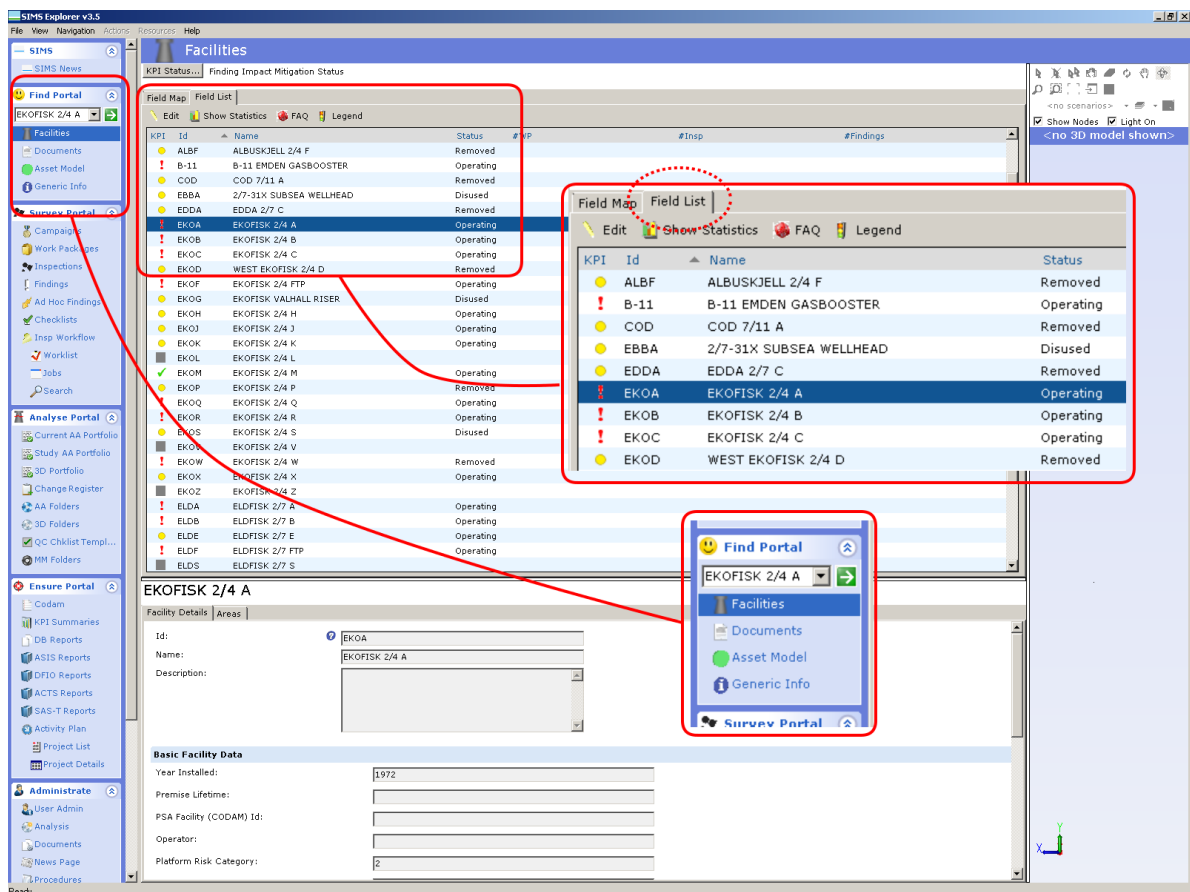 SIMS Explorer v3.5
File View Navigation Actions Resources Help
SIMS
SIMS News
Find Portal
EKOFISK 2/4 A
Facilities
Documents
Asset Model
Generic Info
Survey Portal
Campaigns
Work Packages
Inspections
Findings
Ad Hoc Findings
Checklists
Insp Workflow
Worklist
Jobs
Search
Analyse Portal
Current AA Portfolio
Study AA Portfolio
3D Portfolio
Change Register
AA Folders
3D Folders
QC Chklist Templ...
MM Folders
Ensure Portal
Codam
KPI Summaries
DB Reports
ASIS Reports
DFIO Reports
ACTS Reports
SAS-T Reports
Activity Plan
Project List
Project Details
Administrate
User Admin
Analysis
Documents
News Page
Procedures
Ready
Facilities
KPI Status... Finding Impact Mitigation Status
Field Map Field List
Edit Show Statistics FAQ Legend
KPI Id Name Status #WP #Insp #Findings
ALBF ALBUSKJELL 2/4 F Removed
B-11 B-11 EMDEN GASBOOSTER Operating
COD COD 7/11 A Removed
EBBA 2/7-31X SUBSEA WELLHEAD Disused
EDDA EDDA 2/7 C Removed
EKOA EKOFISK 2/4 A Operating
EKOB EKOFISK 2/4 B Operating
EKOC EKOFISK 2/4 C Operating
EKOD WEST EKOFISK 2/4 D Removed
EKOF EKOFISK 2/4 FTP Operating
EKOG EKOFISK VALHALL RISER Disused
EKOH EKOFISK 2/4 H Operating
EKOJ EKOFISK 2/4 J Operating
EKOK EKOFISK 2/4 K Operating
EKOL EKOFISK 2/4 L
EKOM EKOFISK 2/4 M Operating
EKOP EKOFISK 2/4 P Removed
EKOQ EKOFISK 2/4 Q Operating
EKOR EKOFISK 2/4 R Operating
EKOS EKOFISK 2/4 S Disused
EKOV EKOFISK 2/4 V
EKOW EKOFISK 2/4 W Removed
EKOX EKOFISK 2/4 X Operating
EKOZ EKOFISK 2/4 Z
ELDA ELDFISK 2/7 A Operating
ELDB ELDFISK 2/7 B Operating
ELDE ELDFISK 2/7 E Operating
ELDF ELDFISK 2/7 FTP Operating
ELDS ELDFISK 2/7 S
EKOFISK 2/4 A
Facility Details Areas
Id: EKOA
Name: EKOFISK 2/4 A
Description:
Basic Facility Data
Year Installed: 1972
Premise Lifetime:
PSA Facility (CODAM) Id:
Operator:
Platform Risk Category: 2
<no scenarios>
Show Nodes Light On
<no 3D model shown>
Y
X
Field Map Field List
Edit Show Statistics FAQ Legend
KPI Id Name Status
ALBF ALBUSKJELL 2/4 F Removed
B-11 B-11 EMDEN GASBOOSTER Operating
COD COD 7/11 A Removed
EBBA 2/7-31X SUBSEA WELLHEAD Disused
EDDA EDDA 2/7 C Removed
EKOA EKOFISK 2/4 A Operating
EKOB EKOFISK 2/4 B Operating
EKOC EKOFISK 2/4 C Operating
EKOD WEST EKOFISK 2/4 D Removed
Find Portal
EKOFISK 2/4 A
Facilities
Documents
Asset Model
Generic Info
Survey Portal